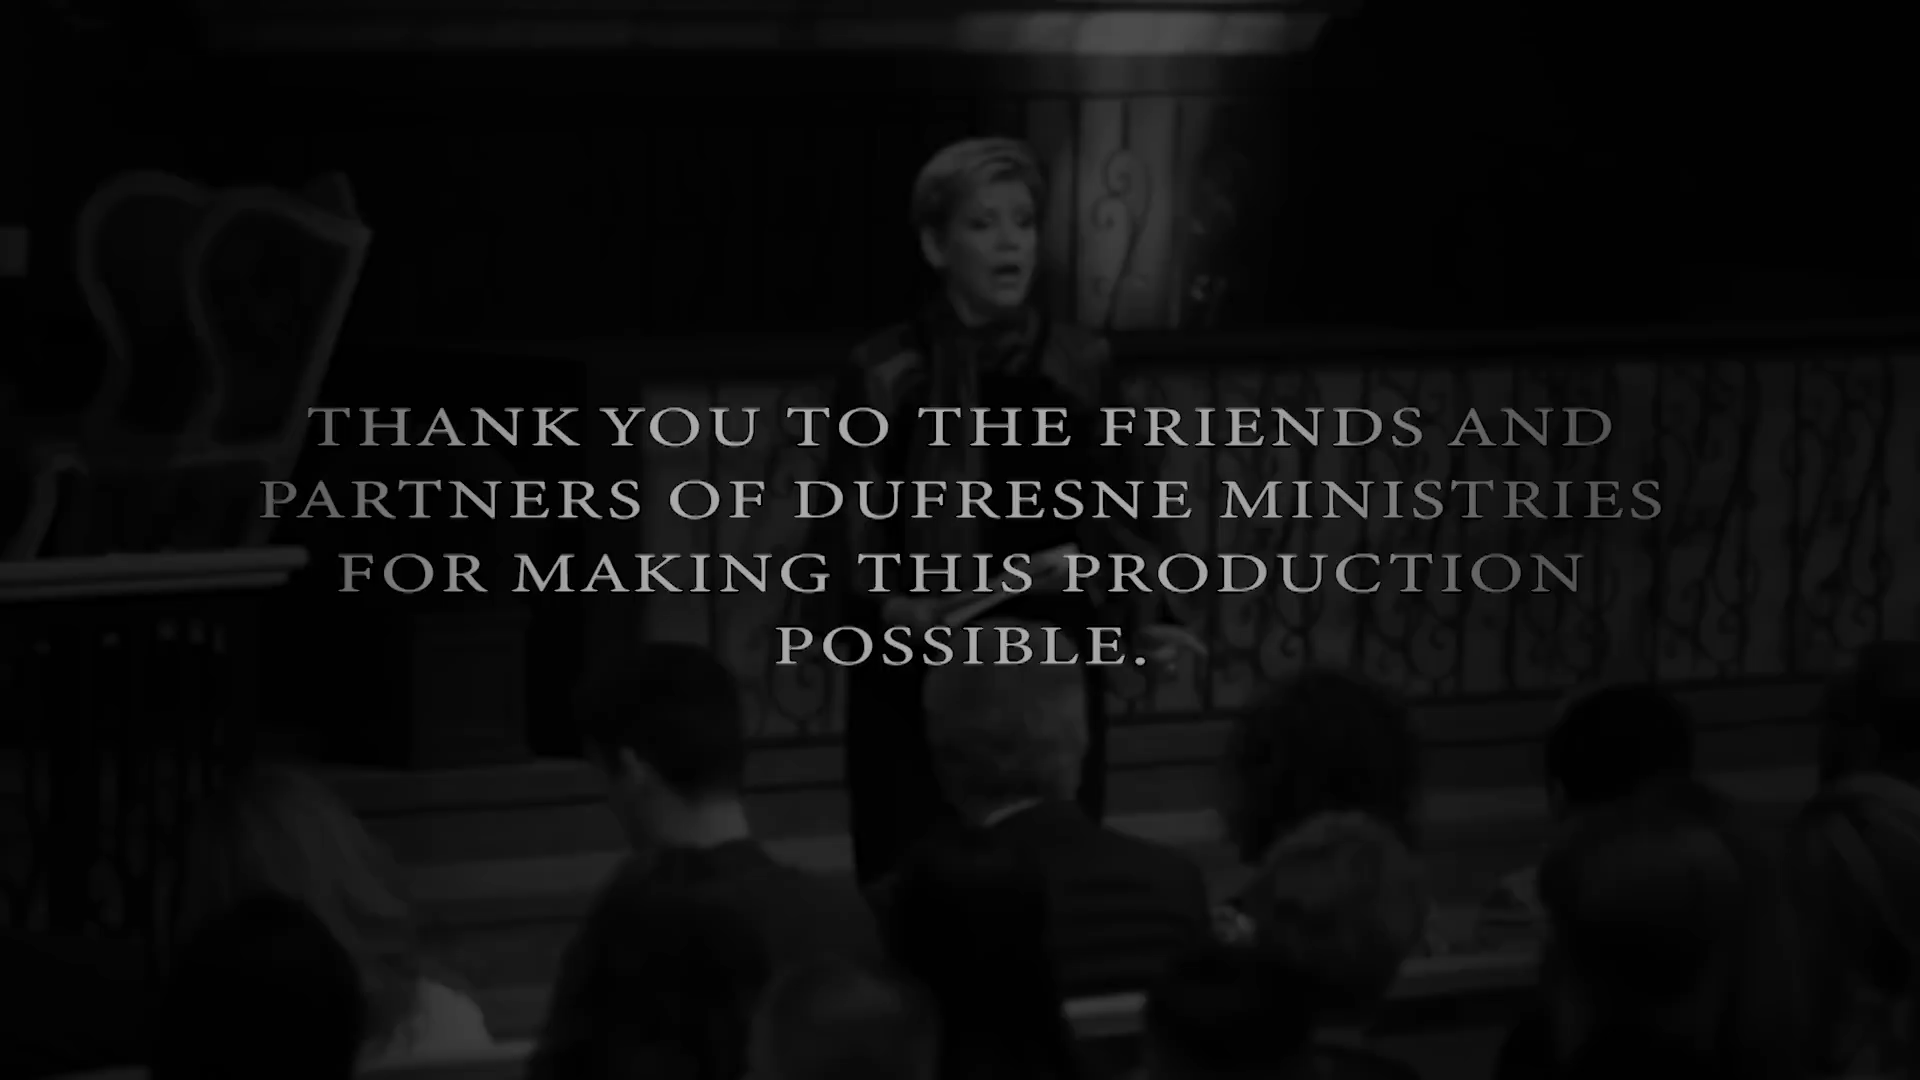 THANK YOU TO THE FRIENDS AND
PARTNERS OF DUFRESNE MINISTRIES
FOR MAKING THIS PRODUCTION
POSSIBLE.